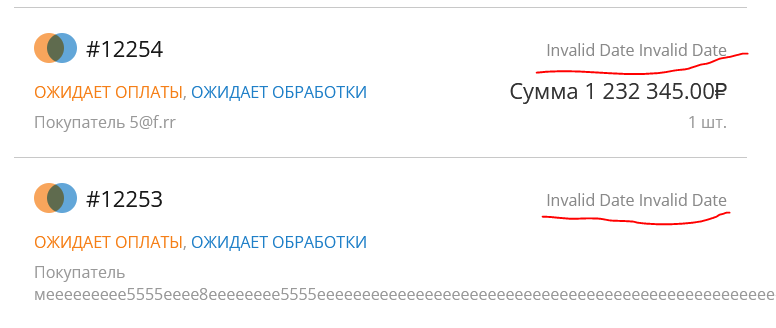 #12254
Invalid Date Invalid Date
ОЖИДАЕТ ОПЛАТЫ, ОЖИДАЕТ ОБРАБОТКИ
Сумма 1 232 345.00₽
Покупатель 5@f.rr
1 шт.
#12253
Invalid Date Invalid Date
ОЖИДАЕТ ОПЛАТЫ, ОЖИДАЕТ ОБРАБОТКИ
Покупатель
меееееееее5555ееее8ееееееее5555ееееееееееееееееееееееееееееееееееееееееееееееееее